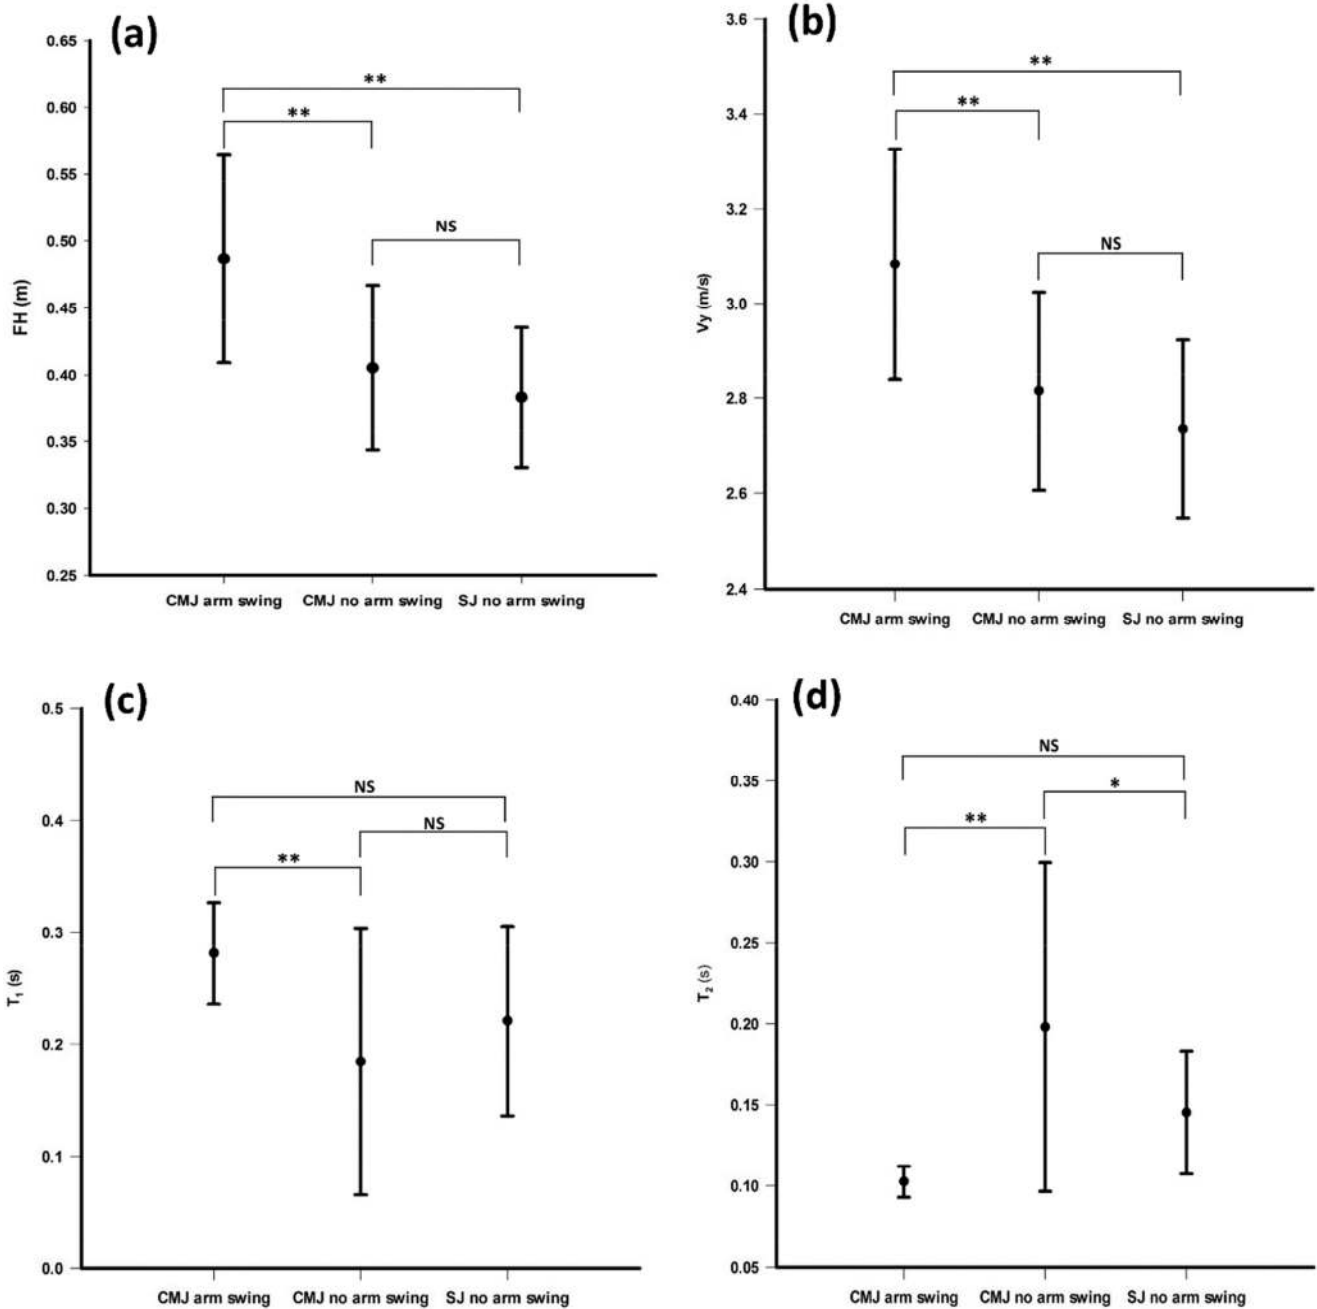 (a)
0.65
0.60
0.55
0.50
0.45
0.40
0.35
0.30
0.25
FH (m)
**
**
NS
CMJ arm swing CMJ no arm swing SJ no arm swing
(b)
3.6
3.4
3.2
3.0
2.8
2.6
2.4
Vy (m/s)
**
**
NS
CMJ arm swing CMJ no arm swing SJ no arm swing
(c)
0.5
0.4
0.3
0.2
0.1
0.0
T₁ (s)
NS
NS
**
CMJ arm swing CMJ no arm swing SJ no arm swing
(d)
0.40
0.35
0.30
0.25
0.20
0.15
0.10
0.05
T₂ (s)
NS
*
**
CMJ arm swing CMJ no arm swing SJ no arm swing